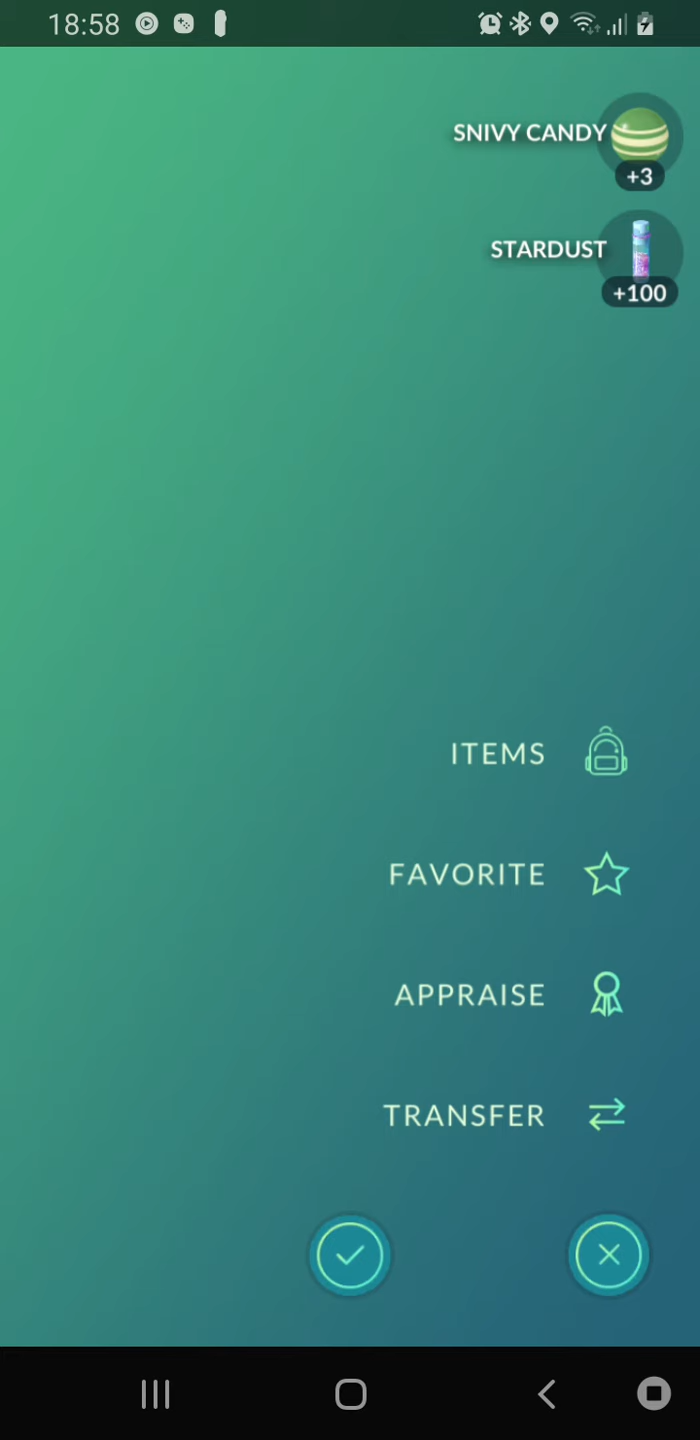 18:58
SNIVY CANDY
+3
STARDUST
+100
ITEMS
FAVORITE
APPRAISE
TRANSFER